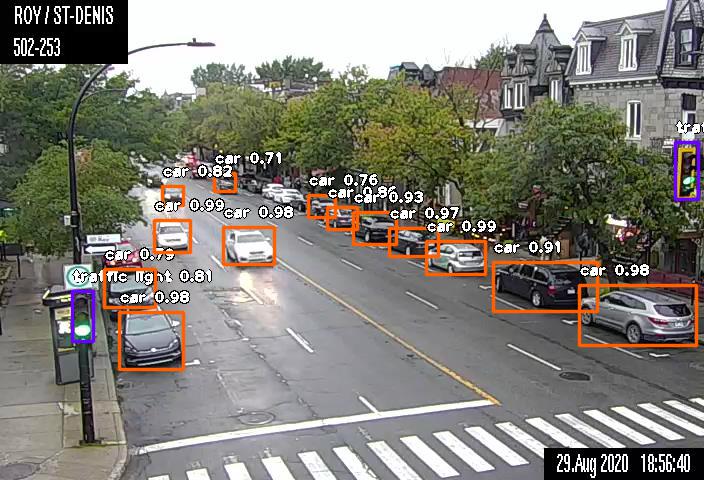 ROY / ST-DENIS
502-253
car 0.71
car 0.82
car 0.76
car 0.86
car 0.93
car 0.99
car 0.98
car 0.97
car 0.99
car 0.91
car 0.98
car 0.79
traffic light 0.81
car 0.98
traf
29.Aug 2020 18:56:40